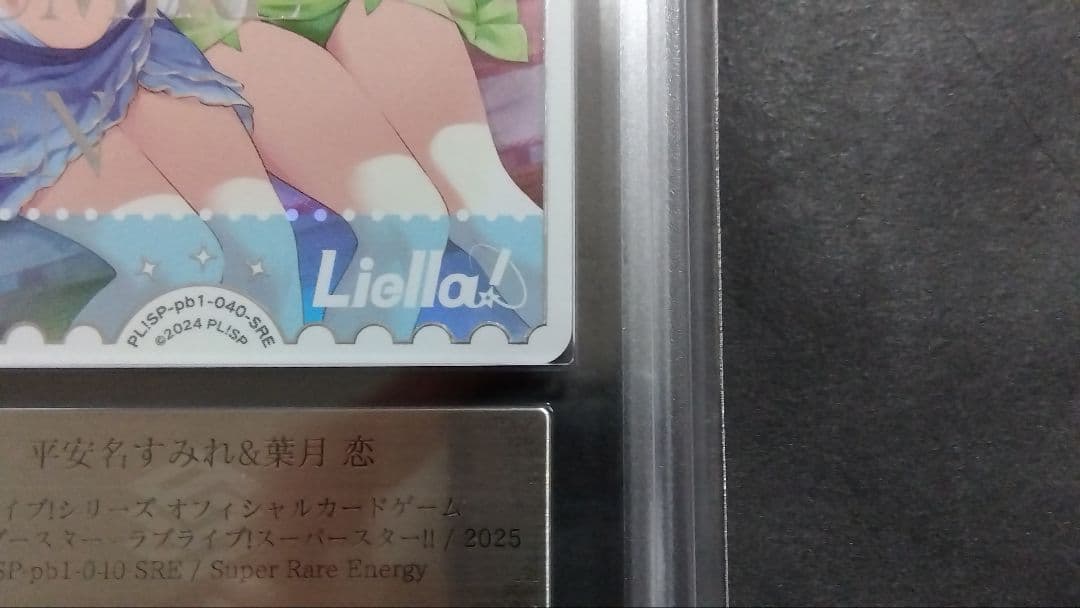 Liella!
PL!SP-pb1-040-SRE
©2024 PL!SP
平安名すみれ&葉月 恋
イブ!シリーズ オフィシャルカードゲーム
ブースター ラブライブ!スーパースター!! / 2025
SP-pb1-040 SRE / Super Rare Energy